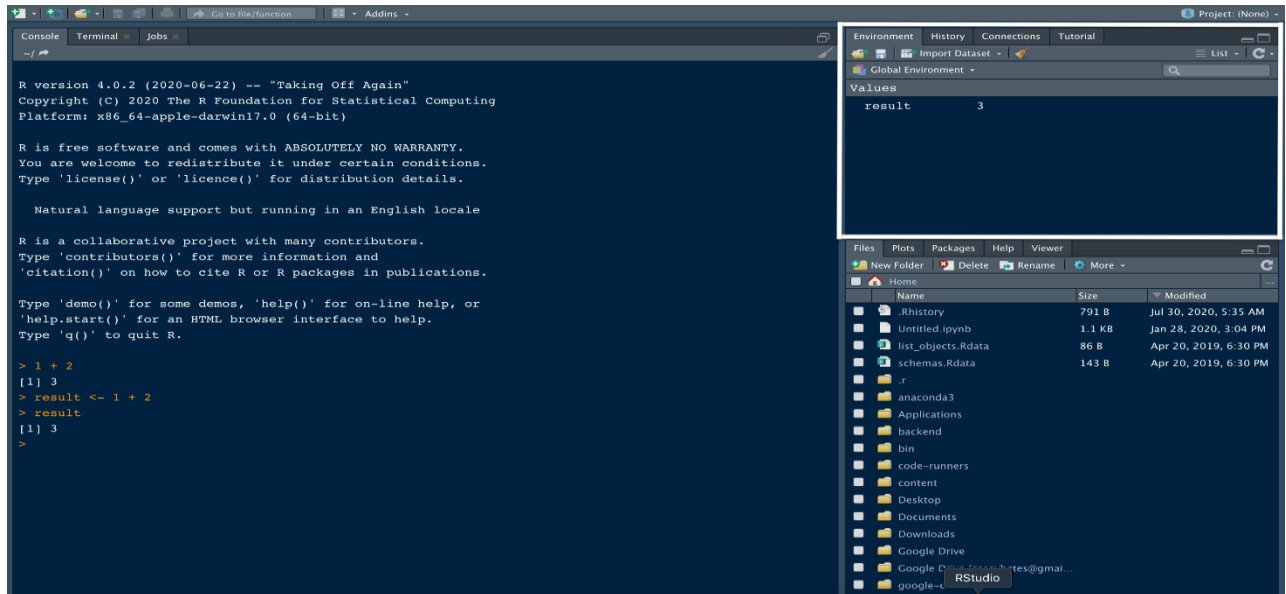 Go to file/function Addins Project: (None)
Console Terminal Jobs
~/
R version 4.0.2 (2020-06-22) -- "Taking Off Again"
Copyright (C) 2020 The R Foundation for Statistical Computing
Platform: x86_64-apple-darwin17.0 (64-bit)
R is free software and comes with ABSOLUTELY NO WARRANTY.
You are welcome to redistribute it under certain conditions.
Type 'license()' or 'licence()' for distribution details.
Natural language support but running in an English locale
R is a collaborative project with many contributors.
Type 'contributors()' for more information and
'citation()' on how to cite R or R packages in publications.
Type 'demo()' for some demos, 'help()' for on-line help, or
'help.start()' for an HTML browser interface to help.
Type 'q()' to quit R.
> 1 + 2
[1] 3
> result <- 1 + 2
> result
[1] 3
>
Environment History Connections Tutorial
Import Dataset List
Global Environment
Values
result 3
Files Plots Packages Help Viewer
New Folder Delete Rename More
Home ...
Name Size Modified
.Rhistory 791 B Jul 30, 2020, 5:35 AM
Untitled.ipynb 1.1 KB Jan 28, 2020, 3:04 PM
list_objects.Rdata 86 B Apr 20, 2019, 6:30 PM
schemas.Rdata 143 B Apr 20, 2019, 6:30 PM
.r
anaconda3
Applications
backend
bin
code-runners
content
Desktop
Documents
Downloads
Google Drive
Google
RStudio